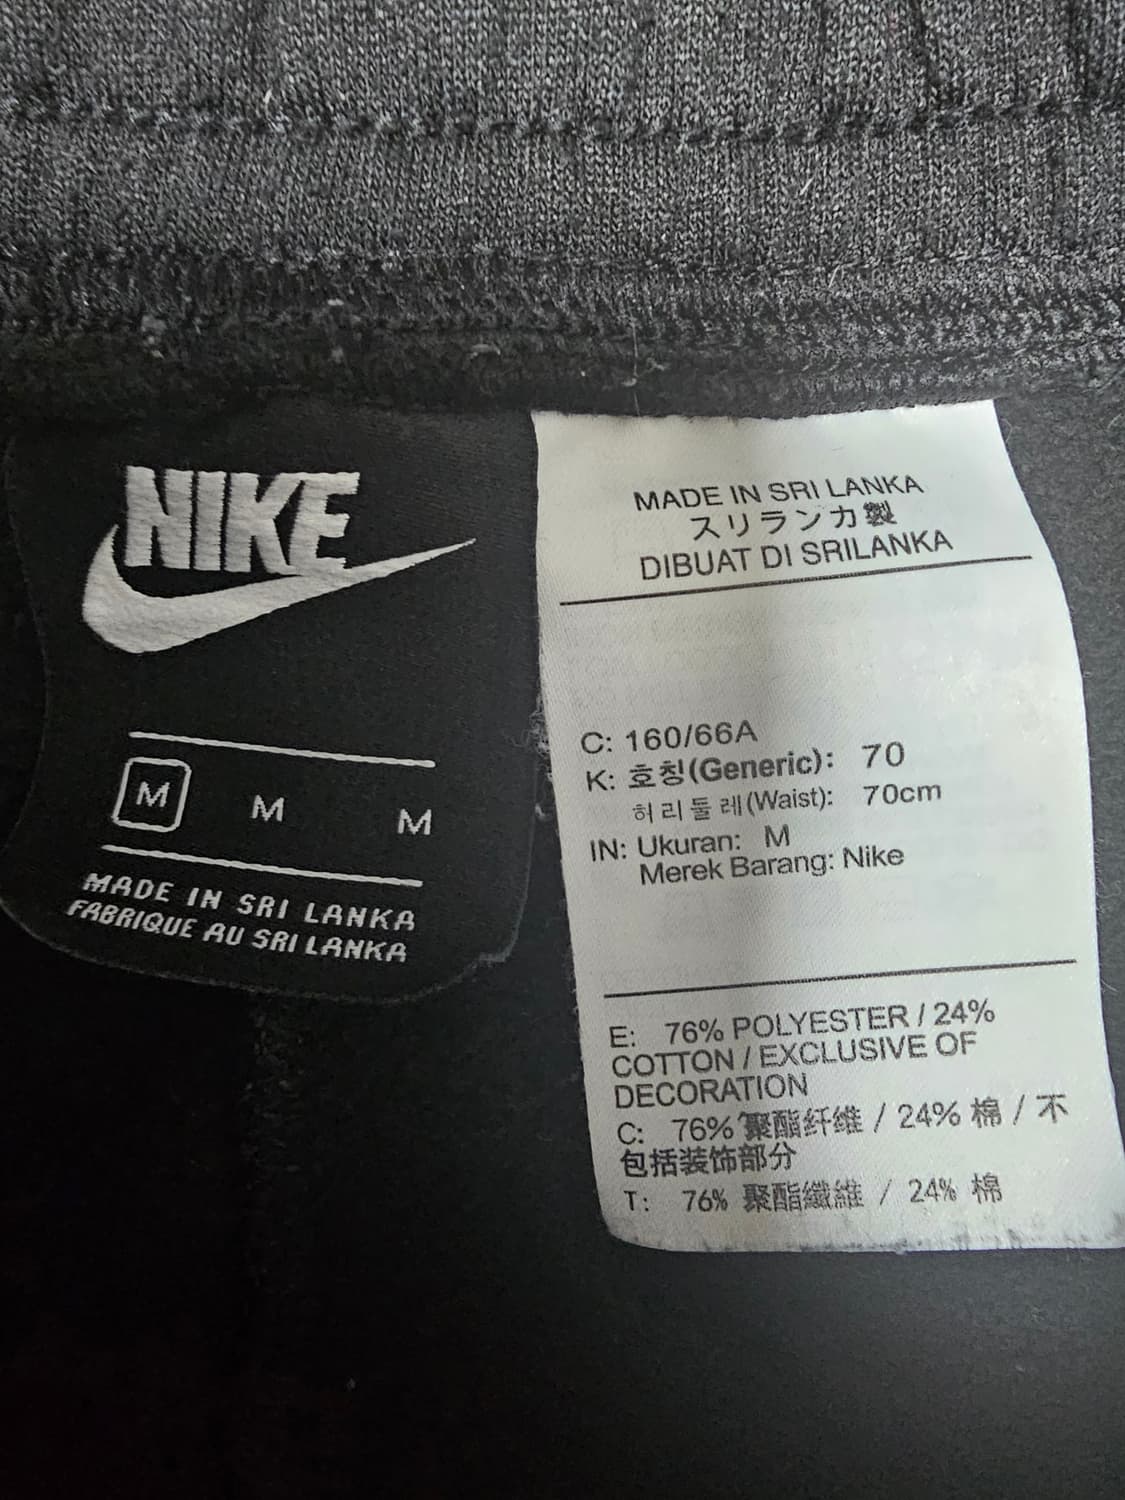 NIKE
M M M
MADE IN SRI LANKA
FABRIQUE AU SRI LANKA
MADE IN SRI LANKA
スリランカ製
DIBUAT DI SRILANKA
C: 160/66A
K: 호칭(Generic): 70
허리둘레(Waist): 70cm
IN: Ukuran: M
Merek Barang: Nike
E: 76% POLYESTER / 24%
COTTON / EXCLUSIVE OF
DECORATION
C: 76% 聚酯纤维 / 24% 棉 / 不
包括装饰部分
T: 76% 聚酯纖維 / 24% 棉